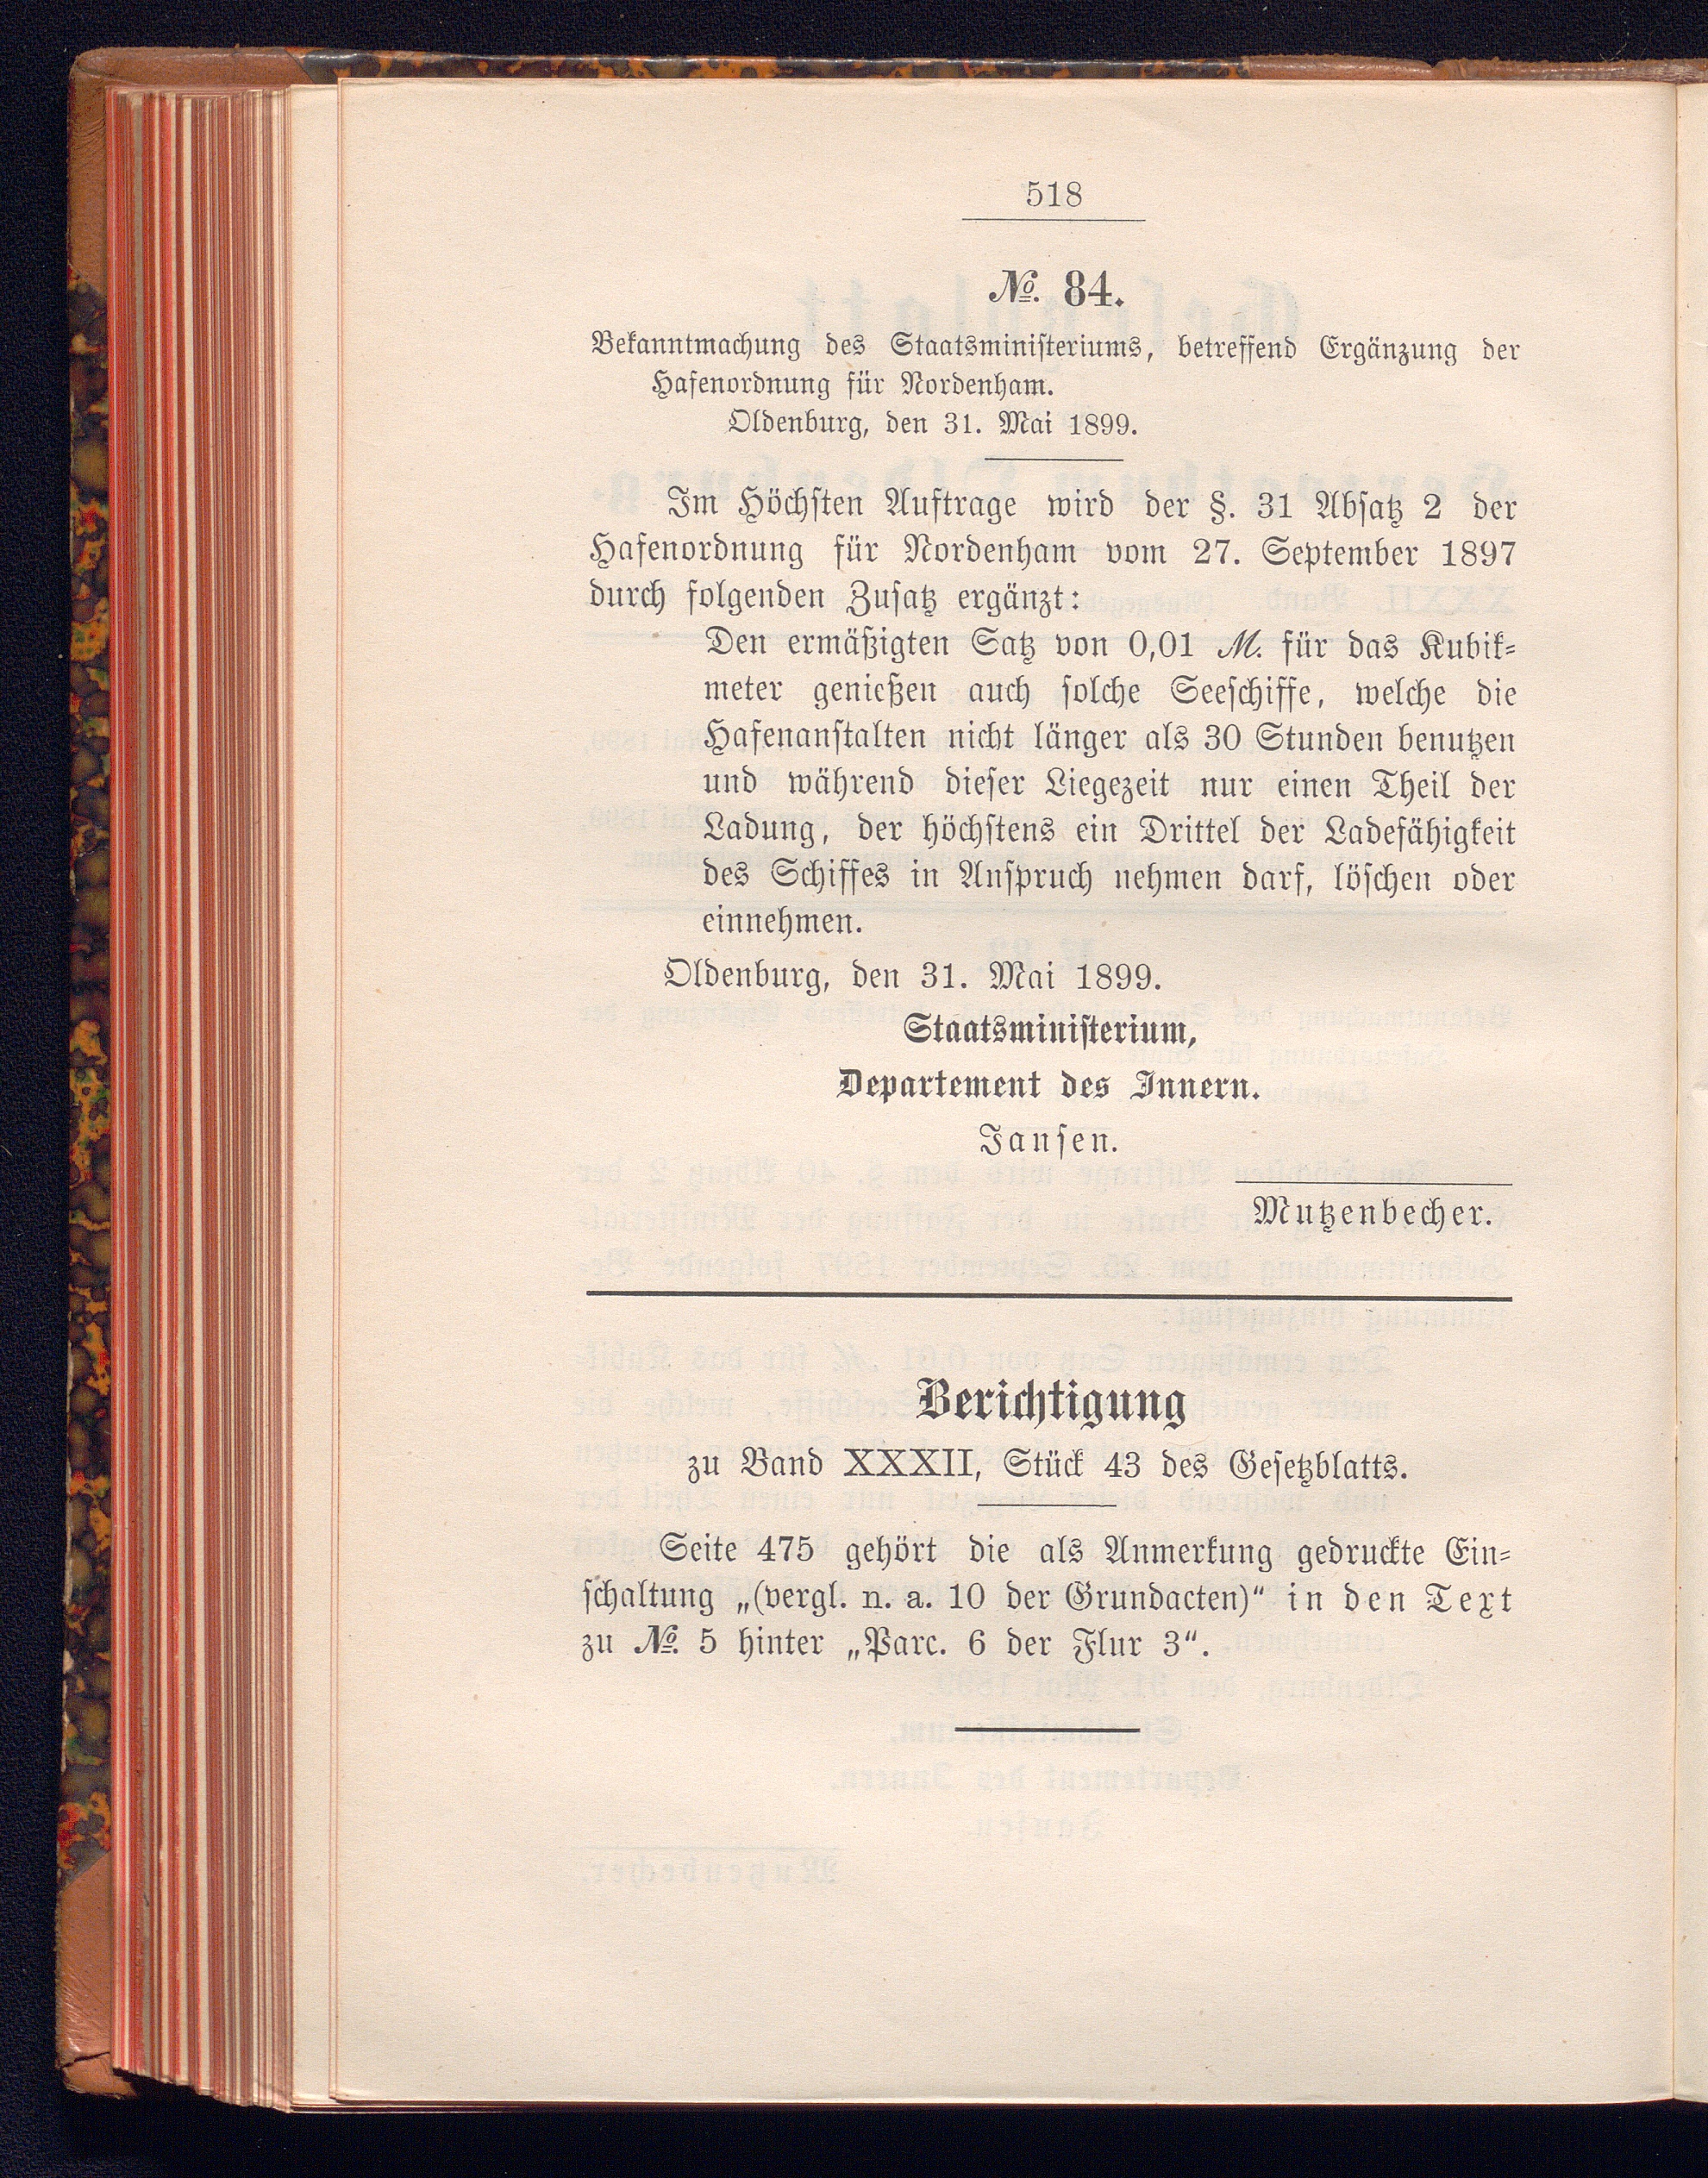 518
№. 84.
Bekanntmachung des Staatsministeriums, betreffend Ergänzung der
Hafenordnung für Nordenham.
Oldenburg, den 31. Mai 1899.
Im Höchsten Auftrage wird der §. 31 Absatz 2 der
Hafenordnung für Nordenham vom 27. September 1897
durch folgenden Zusatz ergänzt:
Den ermäßigten Satz von 0,01 M. für das Kubik-
meter genießen auch solche Seeschiffe, welche die
Hafenanstalten nicht länger als 30 Stunden benutzen
und während dieser Liegezeit nur einen Theil der
Ladung, der höchstens ein Drittel der Ladefähigkeit
des Schiffes in Anspruch nehmen darf, löschen oder
einnehmen.
Oldenburg, den 31. Mai 1899.
Staatsministerium,
Departement des Innern.
Jansen.
Mutzenbecher.
Berichtigung
zu Band XXXII, Stück 43 des Gesetzblatts.
Seite 475 gehört die als Anmerkung gedruckte Ein-
schaltung „(vergl. n. a. 10 der Grundacten)“ in den Text
zu №. 5 hinter „Parc. 6 der Flur 3“.